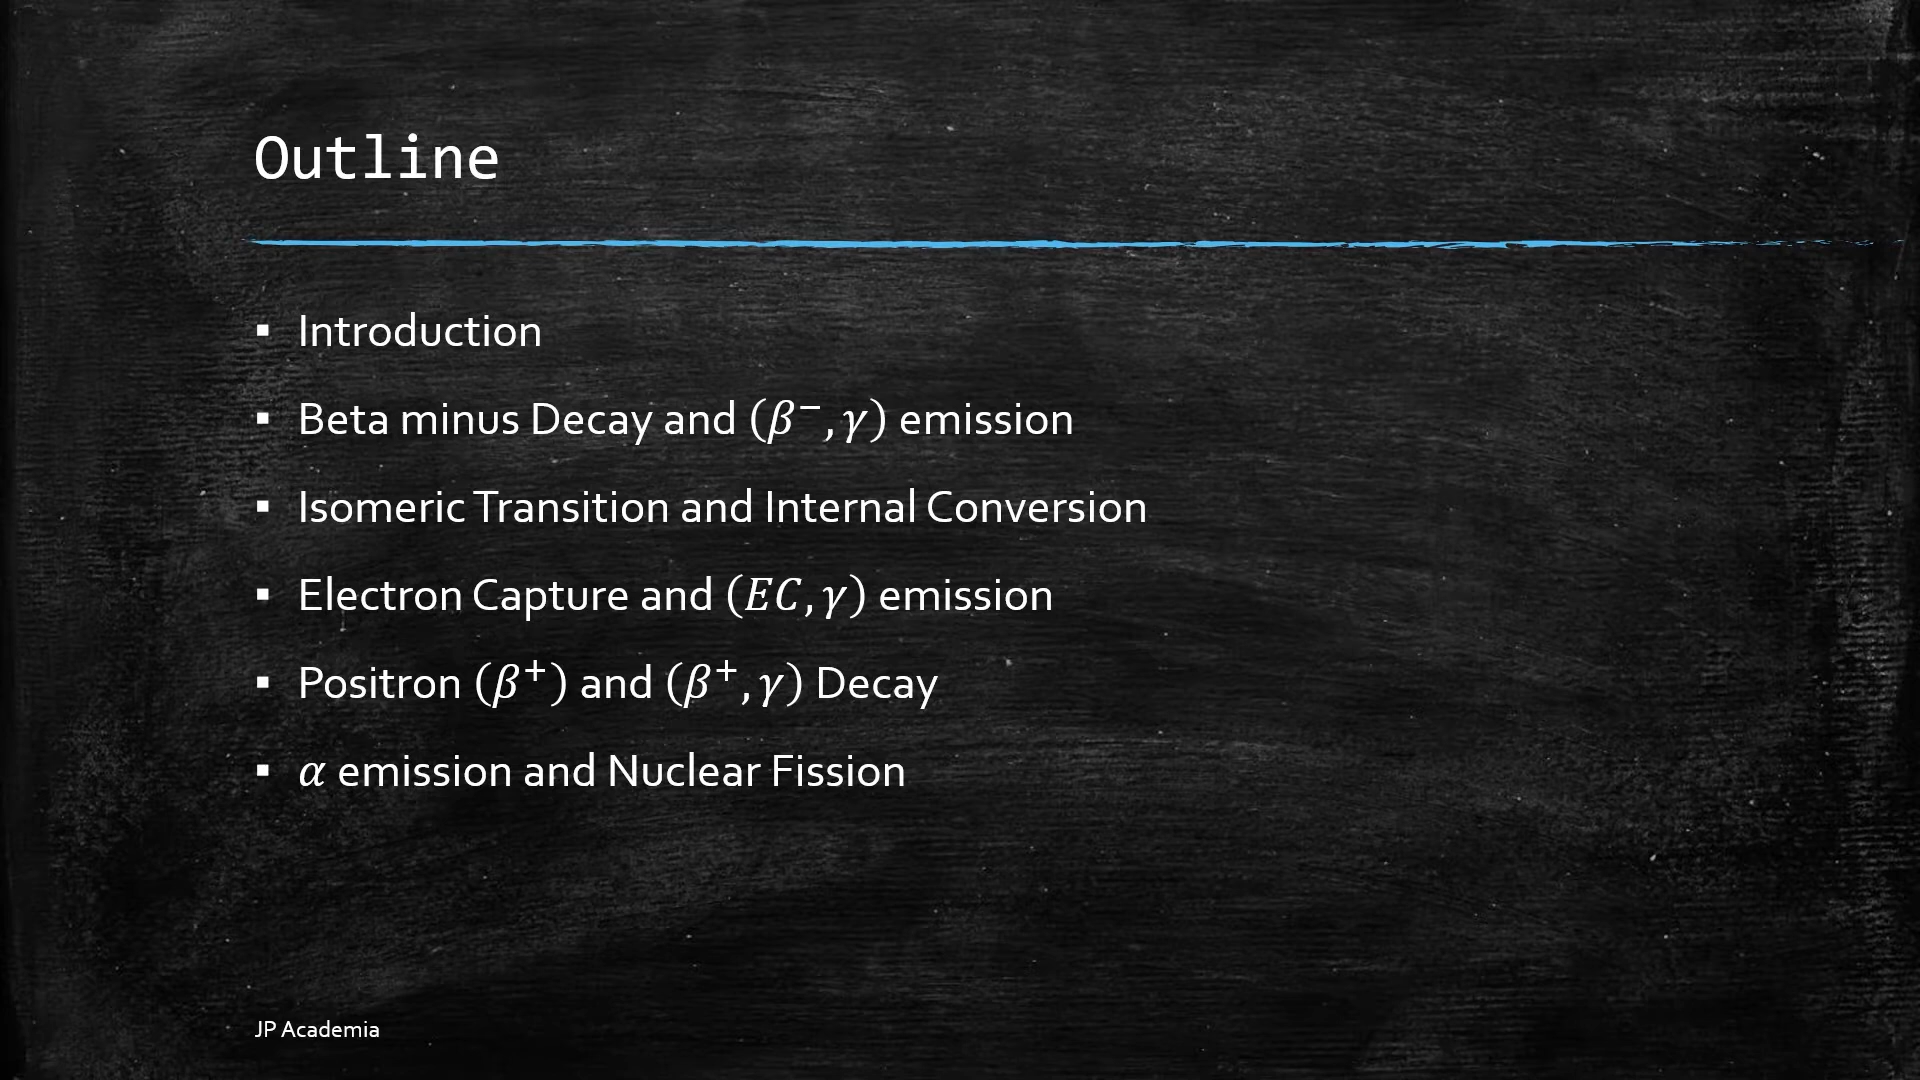 Outline
▪ Introduction
▪ Beta minus Decay and (β⁻, γ) emission
▪ Isomeric Transition and Internal Conversion
▪ Electron Capture and (EC, γ) emission
▪ Positron (β⁺) and (β⁺, γ) Decay
▪ α emission and Nuclear Fission
JP Academia